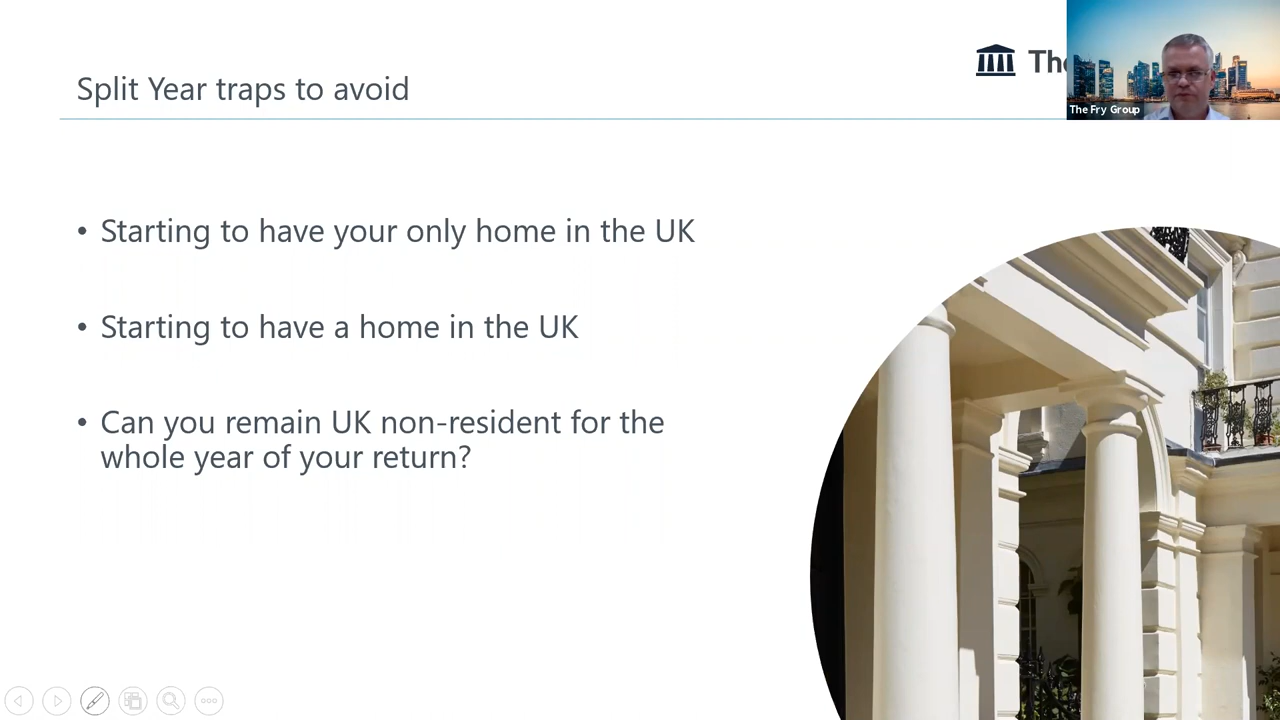 Split Year traps to avoid
The
The Fry Group
• Starting to have your only home in the UK
• Starting to have a home in the UK
• Can you remain UK non-resident for the
whole year of your return?